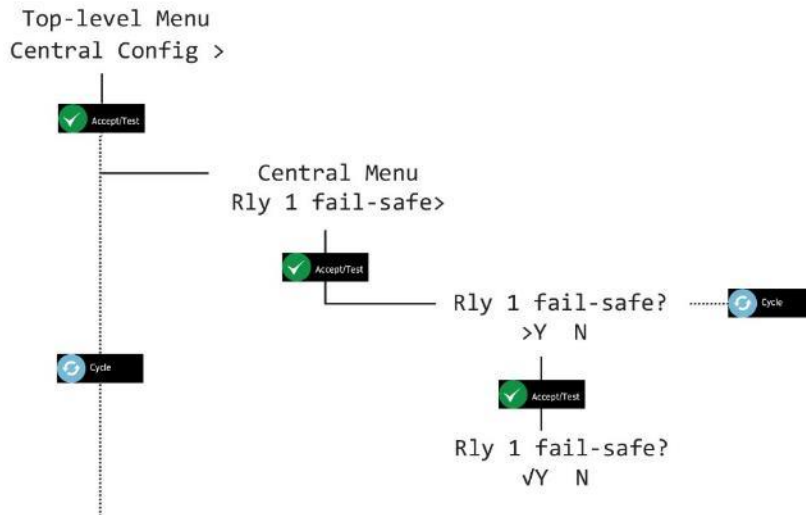 Top-level Menu
Central Config >
Accept/Test
Central Menu
Rly 1 fail-safe>
Accept/Test
Rly 1 fail-safe?
>Y N
Cycle
Cycle
Accept/Test
Rly 1 fail-safe?
√Y N